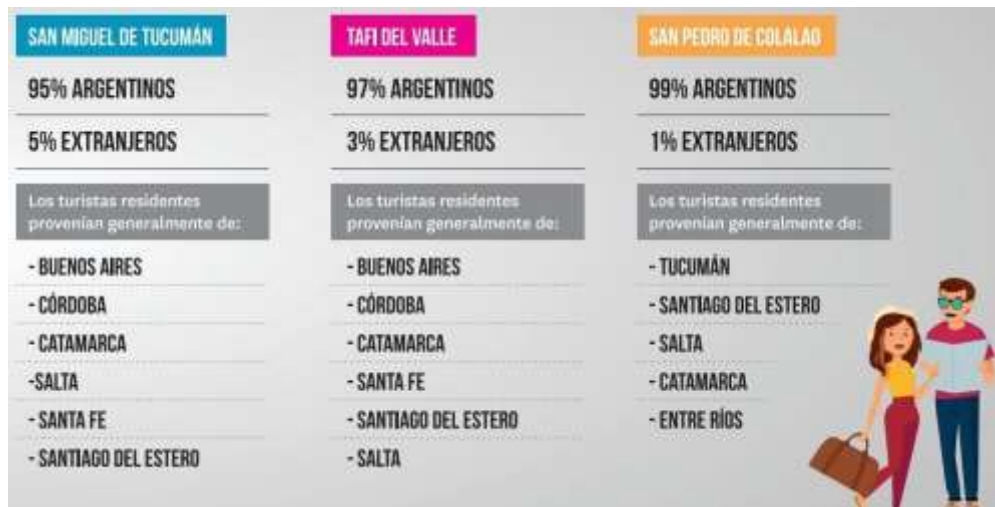 SAN MIGUEL DE TUCUMÁN
95% ARGENTINOS
5% EXTRANJEROS
Los turistas residentes
provenían generalmente de:
- BUENOS AIRES
- CÓRDOBA
- CATAMARCA
-SALTA
- SANTA FE
- SANTIAGO DEL ESTERO
TAFI DEL VALLE
97% ARGENTINOS
3% EXTRANJEROS
Los turistas residentes
provenían generalmente de:
- BUENOS AIRES
- CÓRDOBA
- CATAMARCA
- SANTA FE
- SANTIAGO DEL ESTERO
- SALTA
SAN PEDRO DE COLALAO
99% ARGENTINOS
1% EXTRANJEROS
Los turistas residentes
provenían generalmente de:
- TUCUMÁN
- SANTIAGO DEL ESTERO
- SALTA
- CATAMARCA
- ENTRE RÍOS